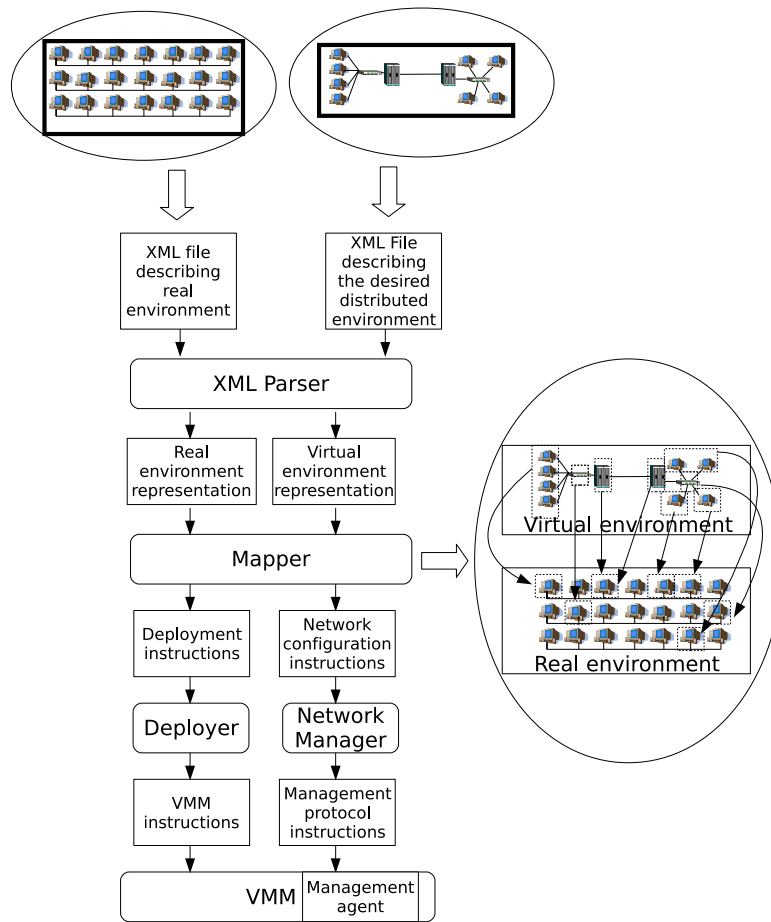 XML file
describing
real
environment
XML File
describing
the desired
distributed
environment
XML Parser
Real
environment
representation
Virtual
environment
representation
Virtual environment
Mapper
Real environment
Deployment
instructions
Network
configuration
instructions
Deployer
Network
Manager
VMM
instructions
Management
protocol
instructions
VMM
Management
agent